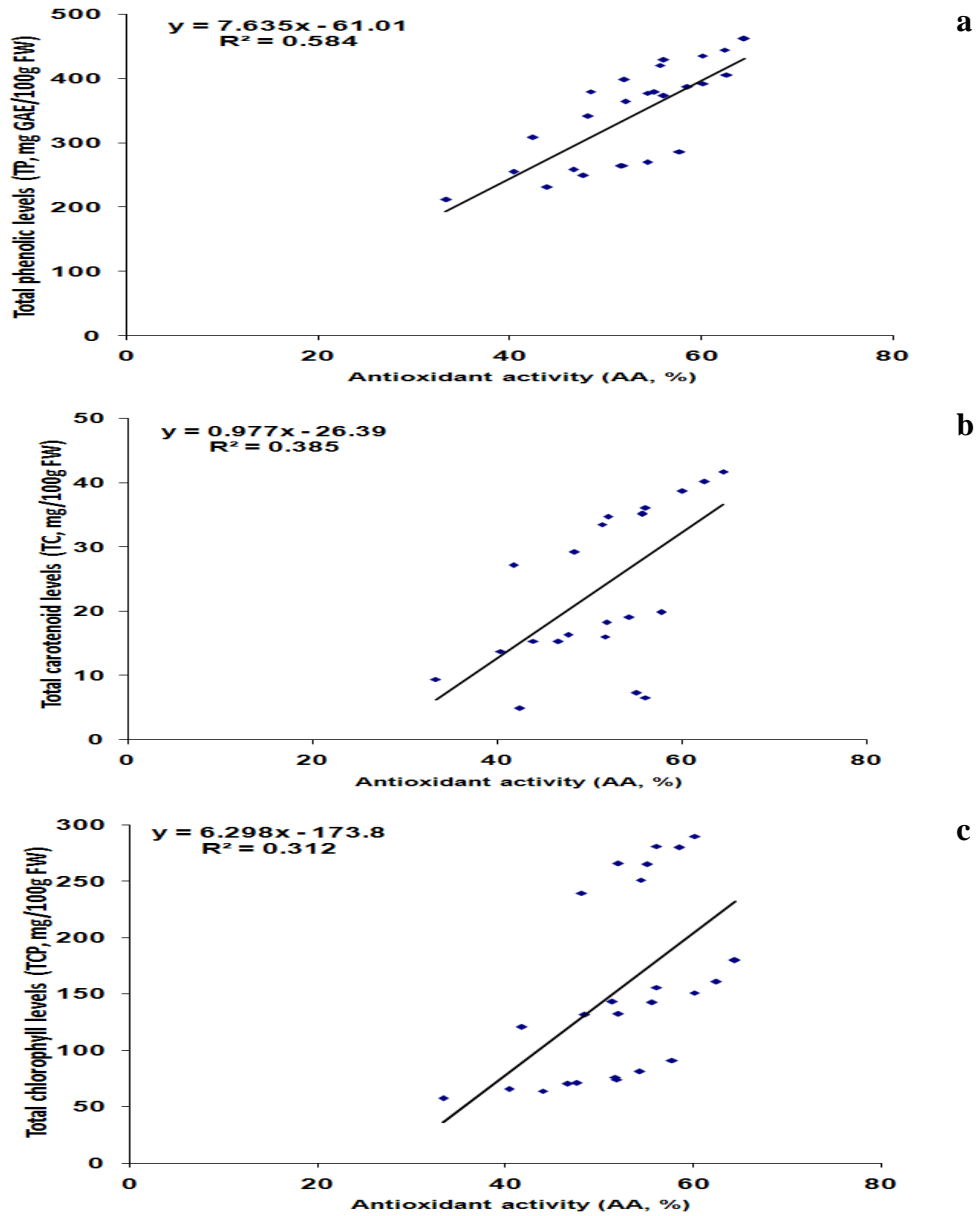 y = 7.635x - 61.01
R² = 0.584
a
500
400
300
200
100
0
Total phenolic levels (TP, mg GAE/100g FW)
0 20 40 60 80
Antioxidant activity (AA, %)
y = 0.977x - 26.39
R² = 0.385
b
50
40
30
20
10
0
Total carotenoid levels (TC, mg/100g FW)
0 20 40 60 80
Antioxidant activity (AA, %)
y = 6.298x - 173.8
R² = 0.312
c
300
250
200
150
100
50
0
Total chlorophyll levels (TCP, mg/100g FW)
0 20 40 60 80
Antioxidant activity (AA, %)